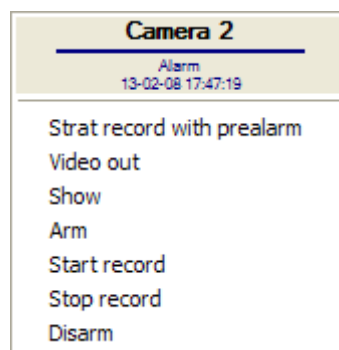 Camera 2
Alarm
13-02-08 17:47:19
Strat record with prealarm
Video out
Show
Arm
Start record
Stop record
Disarm